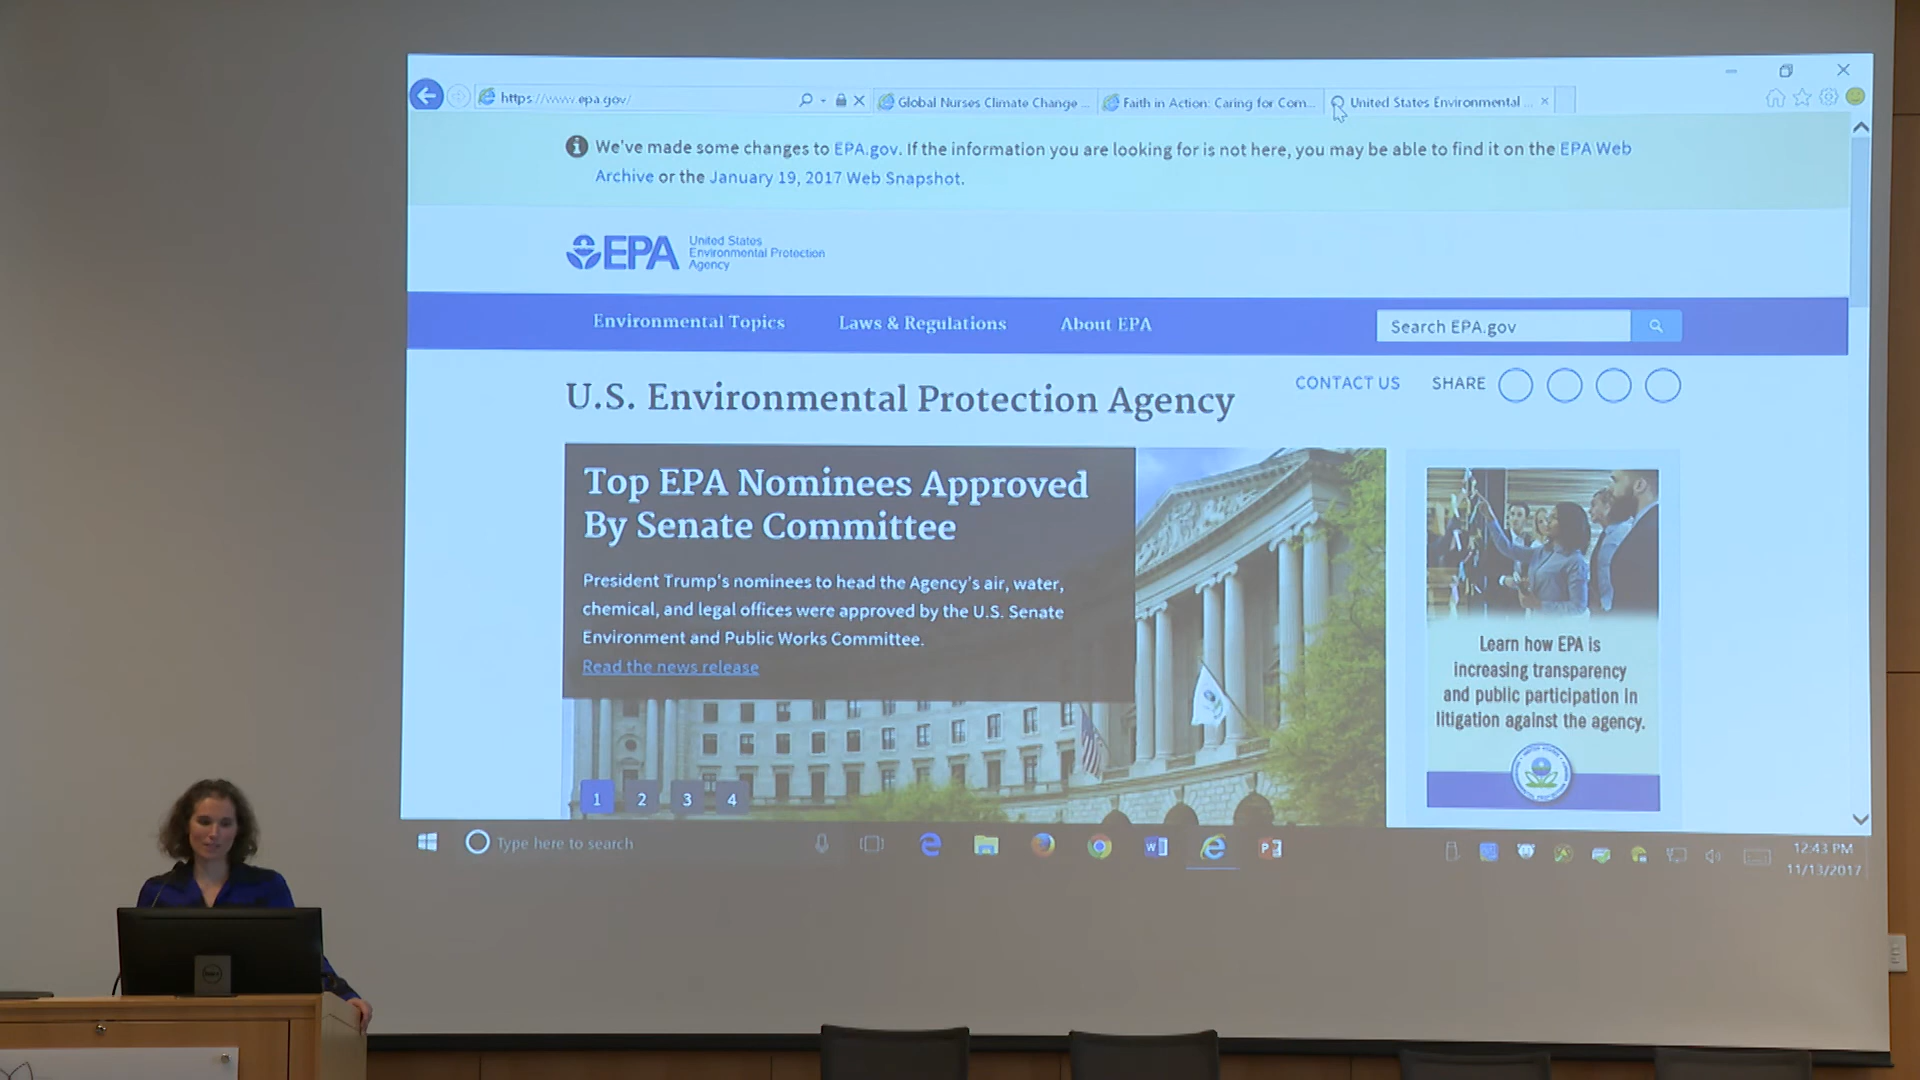 https://www.epa.gov/
Global Nurses Climate Change ...
Faith in Action: Caring for Com...
United States Environmental ...
We've made some changes to EPA.gov. If the information you are looking for is not here, you may be able to find it on the EPA Web
Archive or the January 19, 2017 Web Snapshot.
EPA
United States
Environmental Protection
Agency
Environmental Topics
Laws & Regulations
About EPA
Search EPA.gov
U.S. Environmental Protection Agency
CONTACT US
SHARE
Top EPA Nominees Approved
By Senate Committee
President Trump's nominees to head the Agency's air, water,
chemical, and legal offices were approved by the U.S. Senate
Environment and Public Works Committee.
Read the news release
1 2 3 4
Learn how EPA is
increasing transparency
and public participation in
litigation against the agency.
Type here to search
12:43 PM
11/13/2017